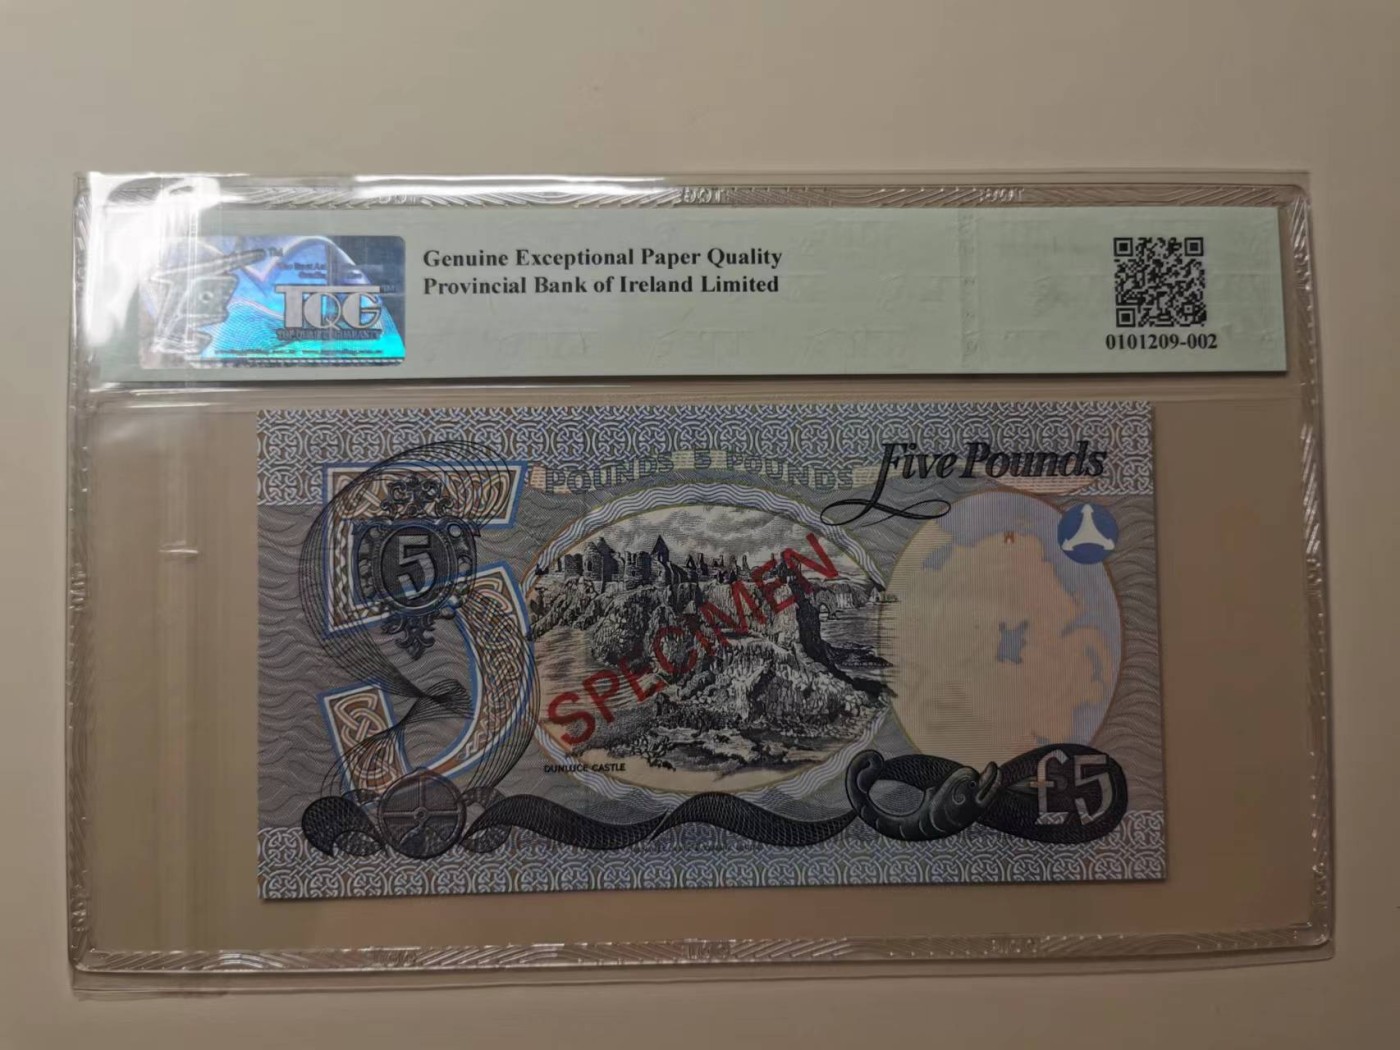 Genuine Exceptional Paper Quality
Provincial Bank of Ireland Limited
TQG
0101209-002
POUNDS 5 POUNDS
Five Pounds
5
5
SPECIMEN
DUNLUCE CASTLE
£5